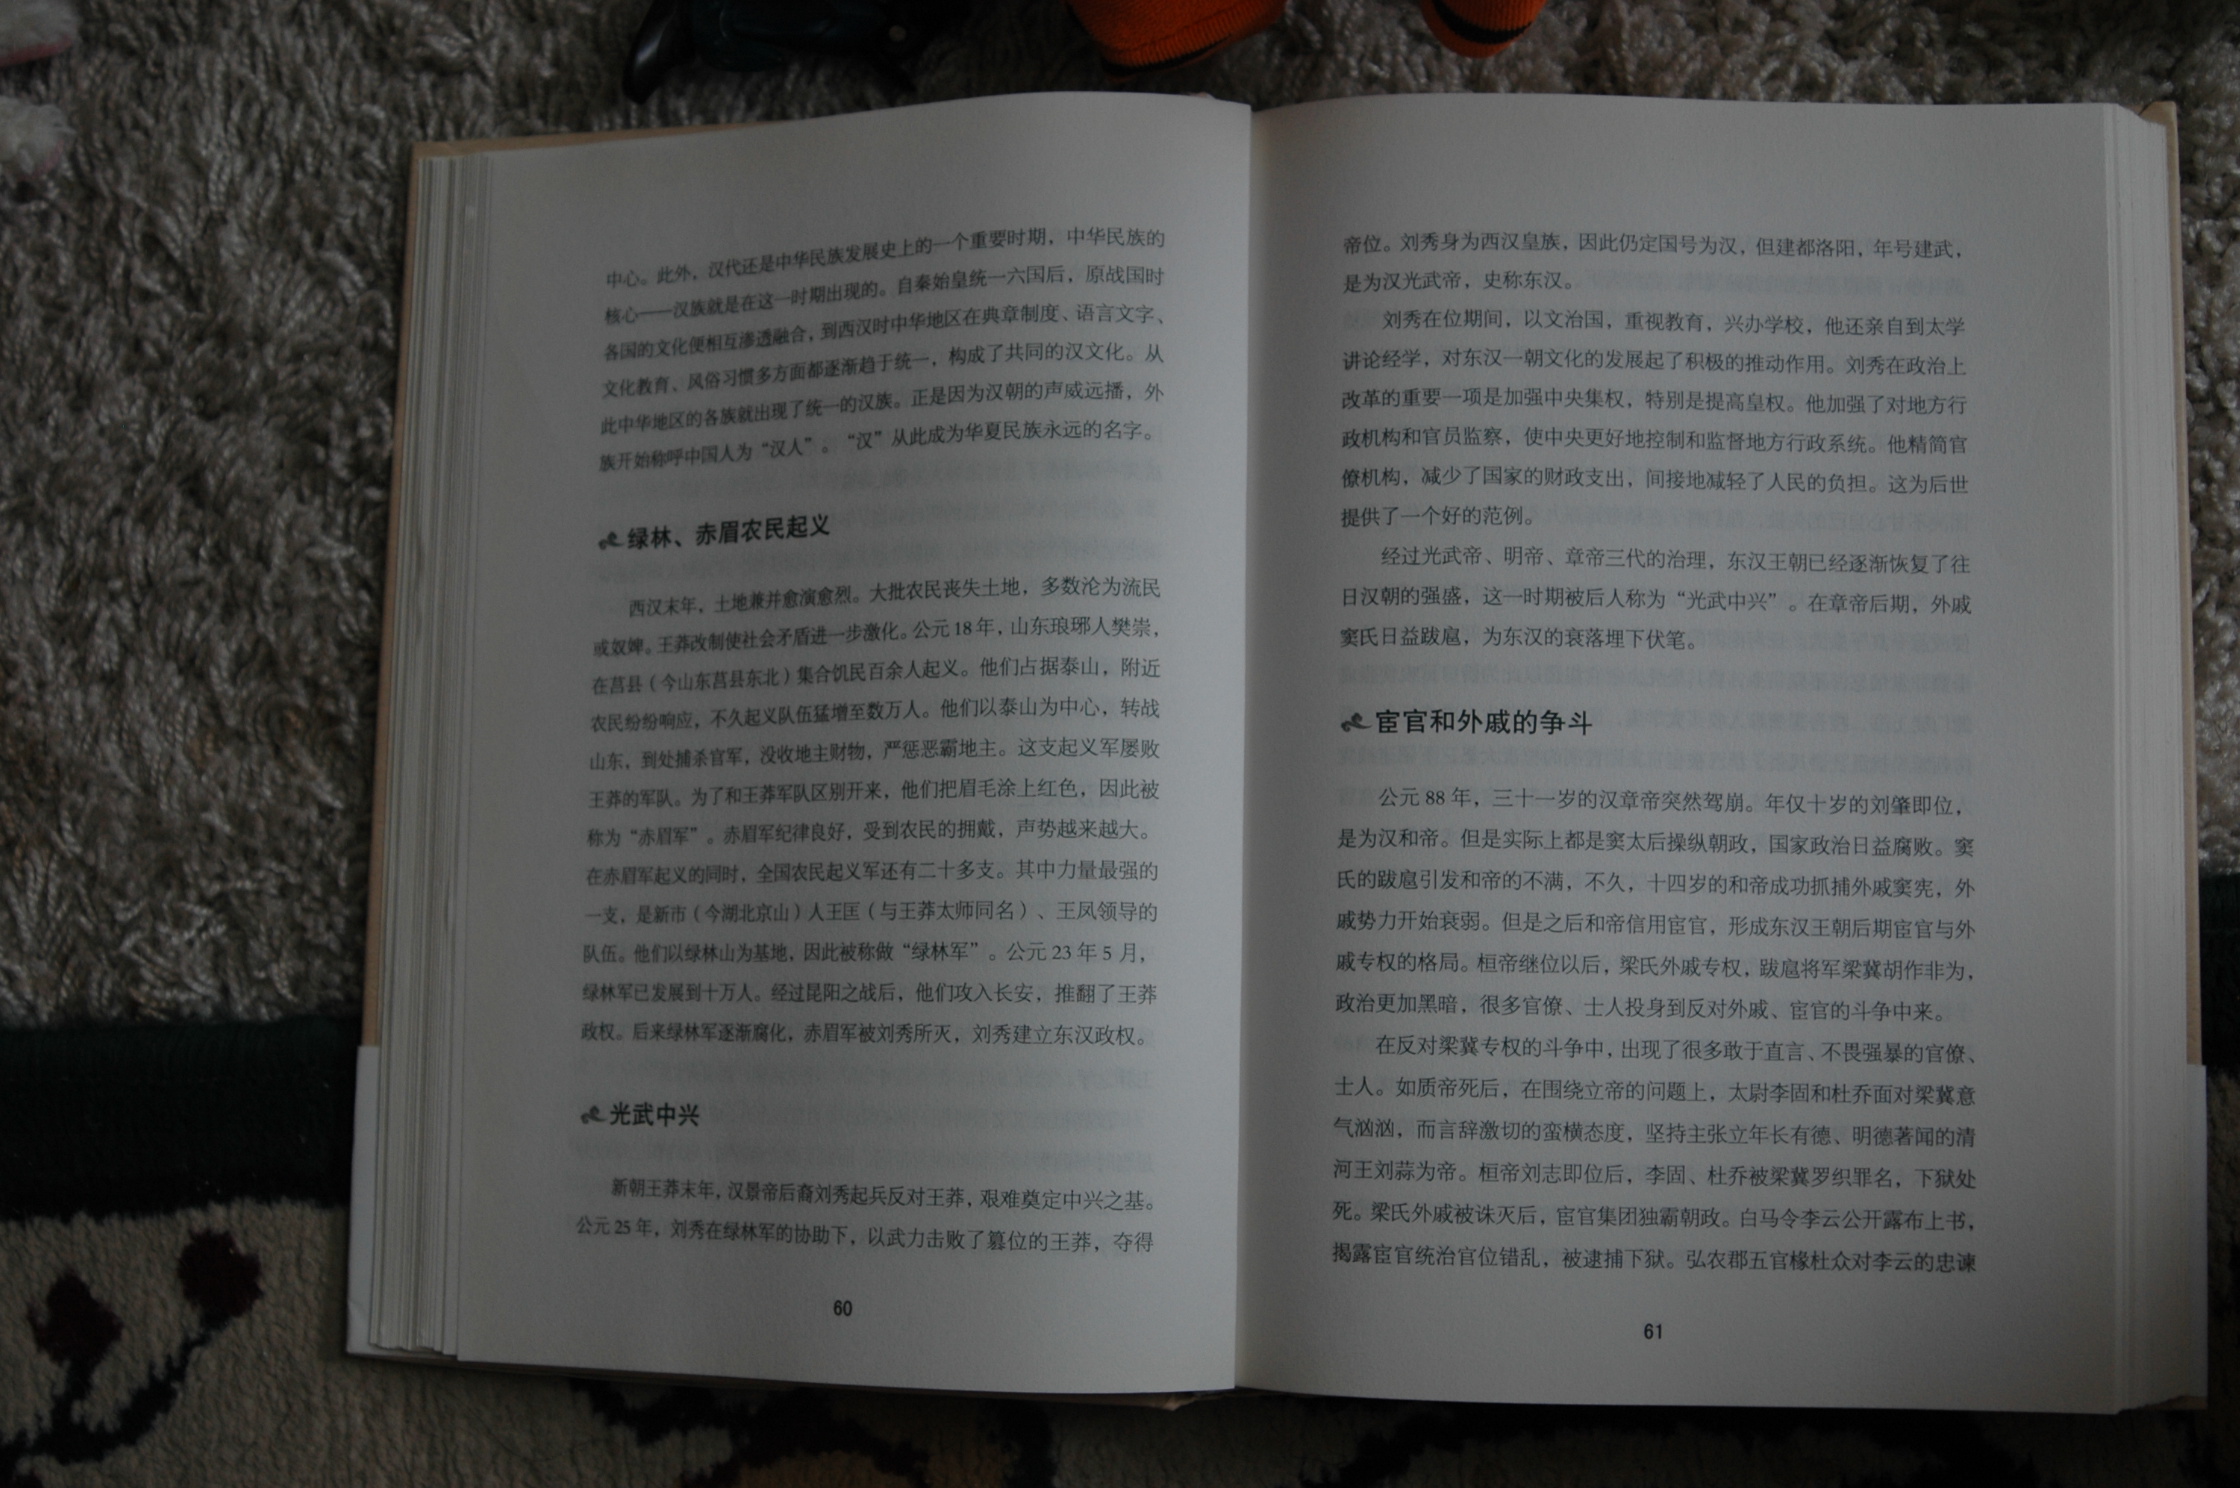 中心。此外，汉代还是中华民族发展史上的一个重要时期，中华民族的
核心——汉族就是在这一时期出现的。自秦始皇统一六国后，原战国时
各国的文化便相互渗透融合，到西汉时中华地区在典章制度、语言文字、
文化教育、风俗习惯多方面都逐渐趋于统一，构成了共同的汉文化。从
此中华地区的各族就出现了统一的汉族。正是因为汉朝的声威远播，外
族开始称呼中国人为“汉人”。“汉”从此成为华夏民族永远的名字。
绿林、赤眉农民起义
西汉末年，土地兼并愈演愈烈。大批农民丧失土地，多数沦为流民
或奴婢。王莽改制使社会矛盾进一步激化。公元18年，山东琅琊人樊崇，
在莒县（今山东莒县东北）集合饥民百余人起义。他们占据泰山，附近
农民纷纷响应，不久起义队伍猛增至数万人。他们以泰山为中心，转战
山东，到处捕杀官军，没收地主财物，严惩恶霸地主。这支起义军屡败
王莽的军队。为了和王莽军队区别开来，他们把眉毛涂上红色，因此被
称为“赤眉军”。赤眉军纪律良好，受到农民的拥戴，声势越来越大。
在赤眉军起义的同时，全国农民起义军还有二十多支。其中力量最强的
一支，是新市（今湖北京山）人王匡（与王莽太师同名）、王凤领导的
队伍。他们以绿林山为基地，因此被称做“绿林军”。公元23年5月，
绿林军已发展到十万人。经过昆阳之战后，他们攻入长安，推翻了王莽
政权。后来绿林军逐渐腐化，赤眉军被刘秀所灭，刘秀建立东汉政权。
光武中兴
新朝王莽末年，汉景帝后裔刘秀起兵反对王莽，艰难奠定中兴之基。
公元25年，刘秀在绿林军的协助下，以武力击败了篡位的王莽，夺得
60
帝位。刘秀身为西汉皇族，因此仍定国号为汉，但建都洛阳，年号建武，
是为汉光武帝，史称东汉。
刘秀在位期间，以文治国，重视教育，兴办学校，他还亲自到太学
讲论经学，对东汉一朝文化的发展起了积极的推动作用。刘秀在政治上
改革的重要一项是加强中央集权，特别是提高皇权。他加强了对地方行
政机构和官员监察，使中央更好地控制和监督地方行政系统。他精简官
僚机构，减少了国家的财政支出，间接地减轻了人民的负担。这为后世
提供了一个好的范例。
经过光武帝、明帝、章帝三代的治理，东汉王朝已经逐渐恢复了往
日汉朝的强盛，这一时期被后人称为“光武中兴”。在章帝后期，外戚
窦氏日益跋扈，为东汉的衰落埋下伏笔。
宦官和外戚的争斗
公元88年，三十一岁的汉章帝突然驾崩。年仅十岁的刘肇即位，
是为汉和帝。但是实际上都是窦太后操纵朝政，国家政治日益腐败。窦
氏的跋扈引发和帝的不满，不久，十四岁的和帝成功抓捕外戚窦宪，外
戚势力开始衰弱。但是之后和帝信用宦官，形成东汉王朝后期宦官与外
戚专权的格局。桓帝继位以后，梁氏外戚专权，跋扈将军梁冀胡作非为，
政治更加黑暗，很多官僚、士人投身到反对外戚、宦官的斗争中来。
在反对梁冀专权的斗争中，出现了很多敢于直言、不畏强暴的官僚、
士人。如质帝死后，在围绕立帝的问题上，太尉李固和杜乔面对梁冀意
气汹汹，而言辞激切的蛮横态度，坚持主张立年长有德、明德著闻的清
河王刘蒜为帝。桓帝刘志即位后，李固、杜乔被梁冀罗织罪名，下狱处
死。梁氏外戚被诛灭后，宦官集团独霸朝政。白马令李云公开露布上书，
揭露宦官统治官位错乱，被逮捕下狱。弘农郡五官椽杜众对李云的忠谏
61